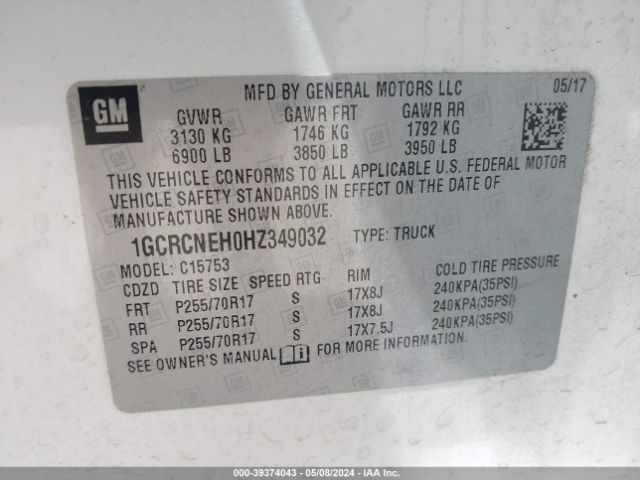 GM
MFD BY GENERAL MOTORS LLC 05/17
GVWR GAWR FRT GAWR RR
3130 KG 1746 KG 1792 KG
6900 LB 3850 LB 3950 LB
THIS VEHICLE CONFORMS TO ALL APPLICABLE U.S. FEDERAL MOTOR
VEHICLE SAFETY STANDARDS IN EFFECT ON THE DATE OF
MANUFACTURE SHOWN ABOVE.
1GCRCNEH0HZ349032 TYPE: TRUCK
MODEL: C15753
CDZD TIRE SIZE SPEED RTG RIM COLD TIRE PRESSURE
FRT P255/70R17 S 17X8J 240KPA(35PSI)
RR P255/70R17 S 17X8J 240KPA(35PSI)
SPA P255/70R17 S 17X7.5J 240KPA(35PSI)
SEE OWNER'S MANUAL FOR MORE INFORMATION.
000-39374043 - 05/08/2024 - IAA Inc.